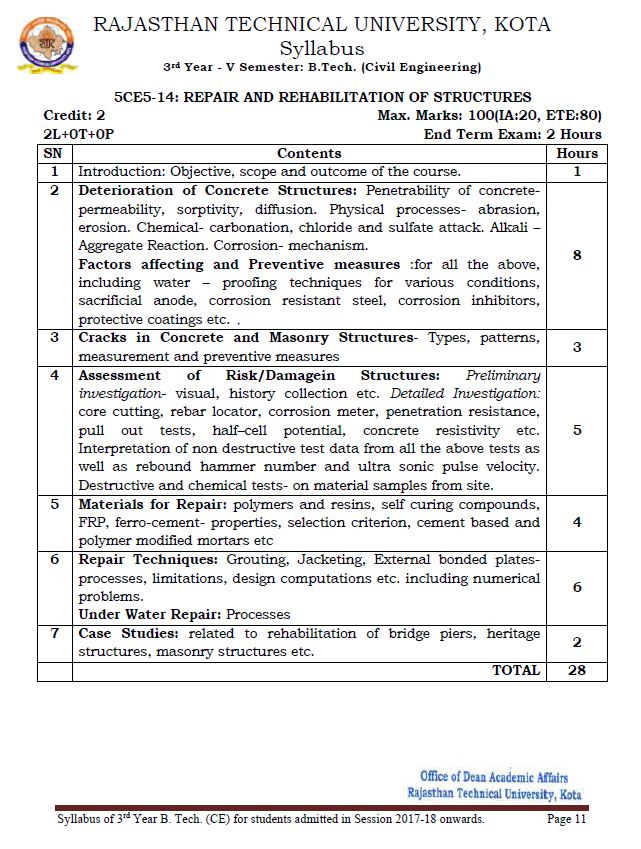 RAJASTHAN TECHNICAL UNIVERSITY, KOTA
Syllabus
3rd Year - V Semester: B.Tech. (Civil Engineering)
5CE5-14: REPAIR AND REHABILITATION OF STRUCTURES
Credit: 2 Max. Marks: 100(IA:20, ETE:80)
2L+0T+0P End Term Exam: 2 Hours
SN Contents Hours
1 Introduction: Objective, scope and outcome of the course. 1
2 Deterioration of Concrete Structures: Penetrability of concrete-
permeability, sorptivity, diffusion. Physical processes- abrasion,
erosion. Chemical- carbonation, chloride and sulfate attack. Alkali –
Aggregate Reaction. Corrosion- mechanism.
Factors affecting and Preventive measures :for all the above,
including water – proofing techniques for various conditions,
sacrificial anode, corrosion resistant steel, corrosion inhibitors,
protective coatings etc. .
8
3 Cracks in Concrete and Masonry Structures- Types, patterns,
measurement and preventive measures
3
4 Assessment of Risk/Damagein Structures: Preliminary
investigation- visual, history collection etc. Detailed Investigation:
core cutting, rebar locator, corrosion meter, penetration resistance,
pull out tests, half–cell potential, concrete resistivity etc.
Interpretation of non destructive test data from all the above tests as
well as rebound hammer number and ultra sonic pulse velocity.
Destructive and chemical tests- on material samples from site.
5
5 Materials for Repair: polymers and resins, self curing compounds,
FRP, ferro-cement- properties, selection criterion, cement based and
polymer modified mortars etc
4
6 Repair Techniques: Grouting, Jacketing, External bonded plates-
processes, limitations, design computations etc. including numerical
problems.
Under Water Repair: Processes
6
7 Case Studies: related to rehabilitation of bridge piers, heritage
structures, masonry structures etc.
2
TOTAL 28
Office of Dean Academic Affairs
Rajasthan Technical University, Kota
Syllabus of 3rd Year B. Tech. (CE) for students admitted in Session 2017-18 onwards. Page 11